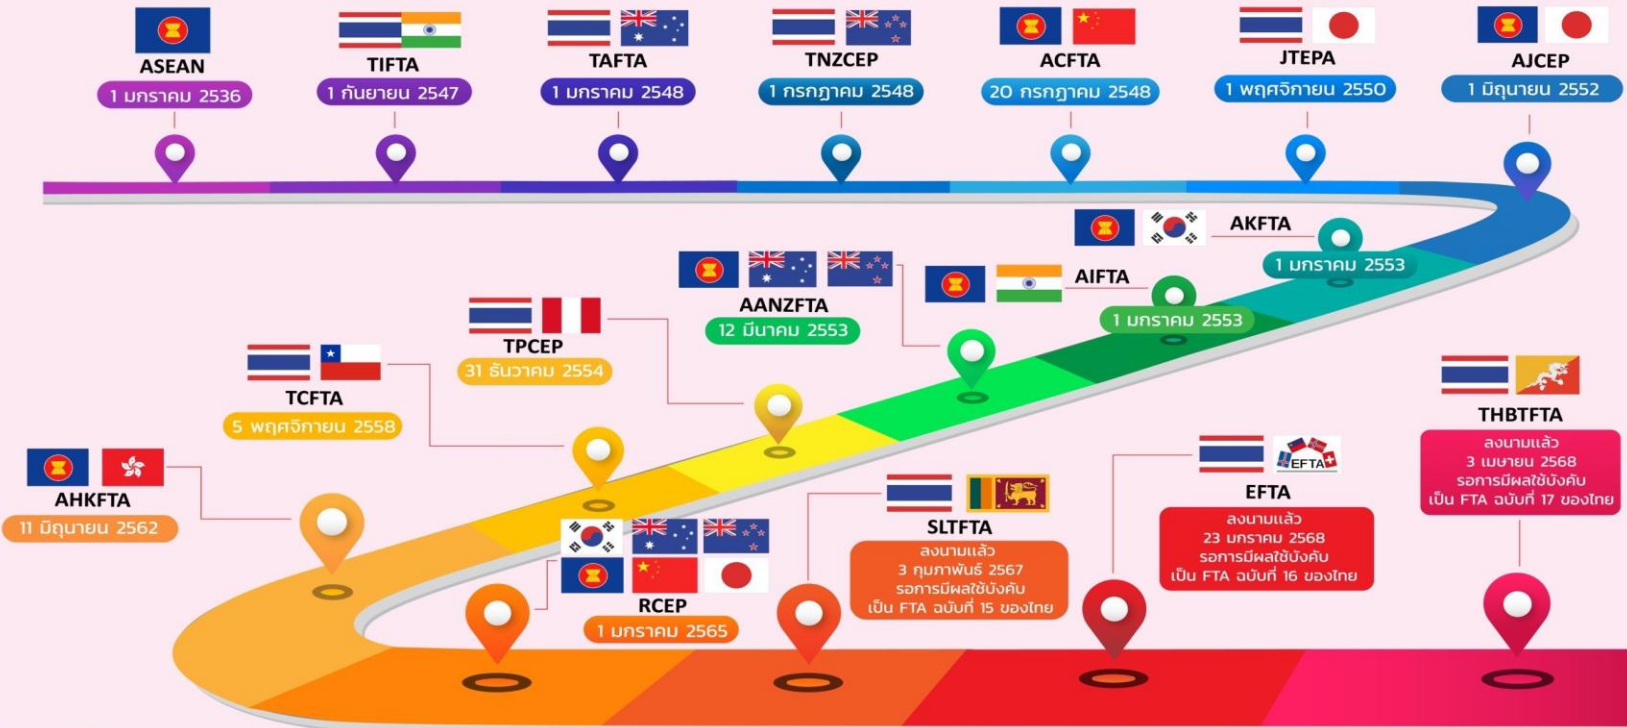 ASEAN
1 มกราคม 2536
TIFTA
1 กันยายน 2547
TAFTA
1 มกราคม 2548
TNZCEP
1 กรกฎาคม 2548
ACFTA
20 กรกฎาคม 2548
JTEPA
1 พฤศจิกายน 2550
AJCEP
1 มิถุนายน 2552
AKFTA
1 มกราคม 2553
AIFTA
1 มกราคม 2553
AANZFTA
12 มีนาคม 2553
TPCEP
31 ธันวาคม 2554
TCFTA
5 พฤศจิกายน 2558
AHKFTA
11 มิถุนายน 2562
RCEP
1 มกราคม 2565
SLTFTA
ลงนามแล้ว
3 กุมภาพันธ์ 2567
รอการมีผลใช้บังคับ
เป็น FTA ฉบับที่ 15 ของไทย
EFTA
EFTA
ลงนามแล้ว
23 มกราคม 2568
รอการมีผลใช้บังคับ
เป็น FTA ฉบับที่ 16 ของไทย
THBTFTA
ลงนามแล้ว
3 เมษายน 2568
รอการมีผลใช้บังคับ
เป็น FTA ฉบับที่ 17 ของไทย